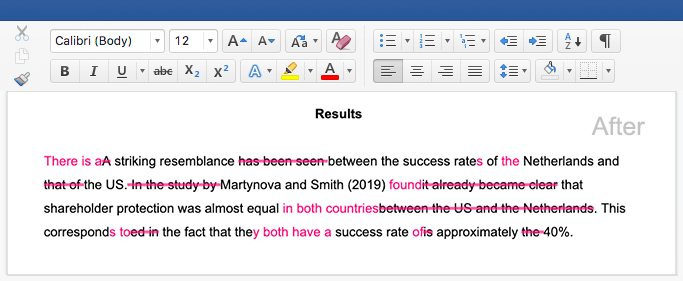 Calibri (Body) 12 A A Aa A A Z ¶
B I U abc X2 X2 A A
Results
After
There is aA striking resemblance has been seen between the success rates of the Netherlands and
that of the US. In the study by Martynova and Smith (2019) foundit already became clear that
shareholder protection was almost equal in both countriesbetween the US and the Netherlands. This
corresponds toed in the fact that they both have a success rate ofis approximately the 40%.